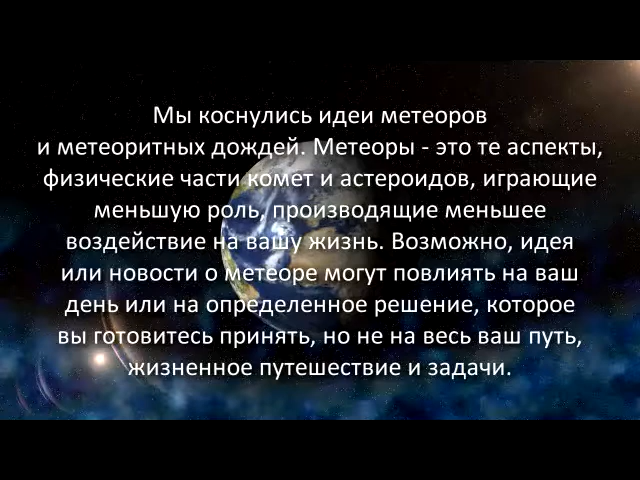 Мы коснулись идеи метеоров
и метеоритных дождей. Метеоры - это те аспекты,
физические части комет и астероидов, играющие
меньшую роль, производящие меньшее
воздействие на вашу жизнь. Возможно, идея
или новости о метеоре могут повлиять на ваш
день или на определенное решение, которое
вы готовитесь принять, но не на весь ваш путь,
жизненное путешествие и задачи.